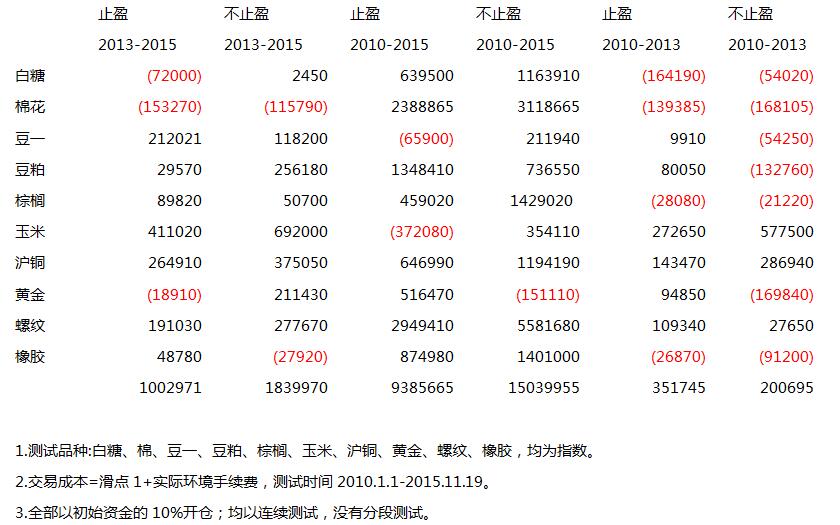 止盈 不止盈 止盈 不止盈 止盈 不止盈
2013-2015 2013-2015 2010-2015 2010-2015 2010-2013 2010-2013
白糖 (72000) 2450 639500 1163910 (164190) (54020)
棉花 (153270) (115790) 2388865 3118665 (139385) (168105)
豆一 212021 118200 (65900) 211940 9910 (54250)
豆粕 29570 256180 1348410 736550 80050 (132760)
棕榈 89820 50700 459020 1429020 (28080) (21220)
玉米 411020 692000 (372080) 354110 272650 577500
沪铜 264910 375050 646990 1194190 143470 286940
黄金 (18910) 211430 516470 (151110) 94850 (169840)
螺纹 191030 277670 2949410 5581680 109340 27650
橡胶 48780 (27920) 874980 1401000 (26870) (91200)
1002971 1839970 9385665 15039955 351745 200695
1.测试品种:白糖、棉、豆一、豆粕、棕榈、玉米、沪铜、黄金、螺纹、橡胶，均为指数。
2.交易成本=滑点 1+实际环境手续费，测试时间 2010.1.1-2015.11.19。
3.全部以初始资金的 10%开仓；均以连续测试，没有分段测试。